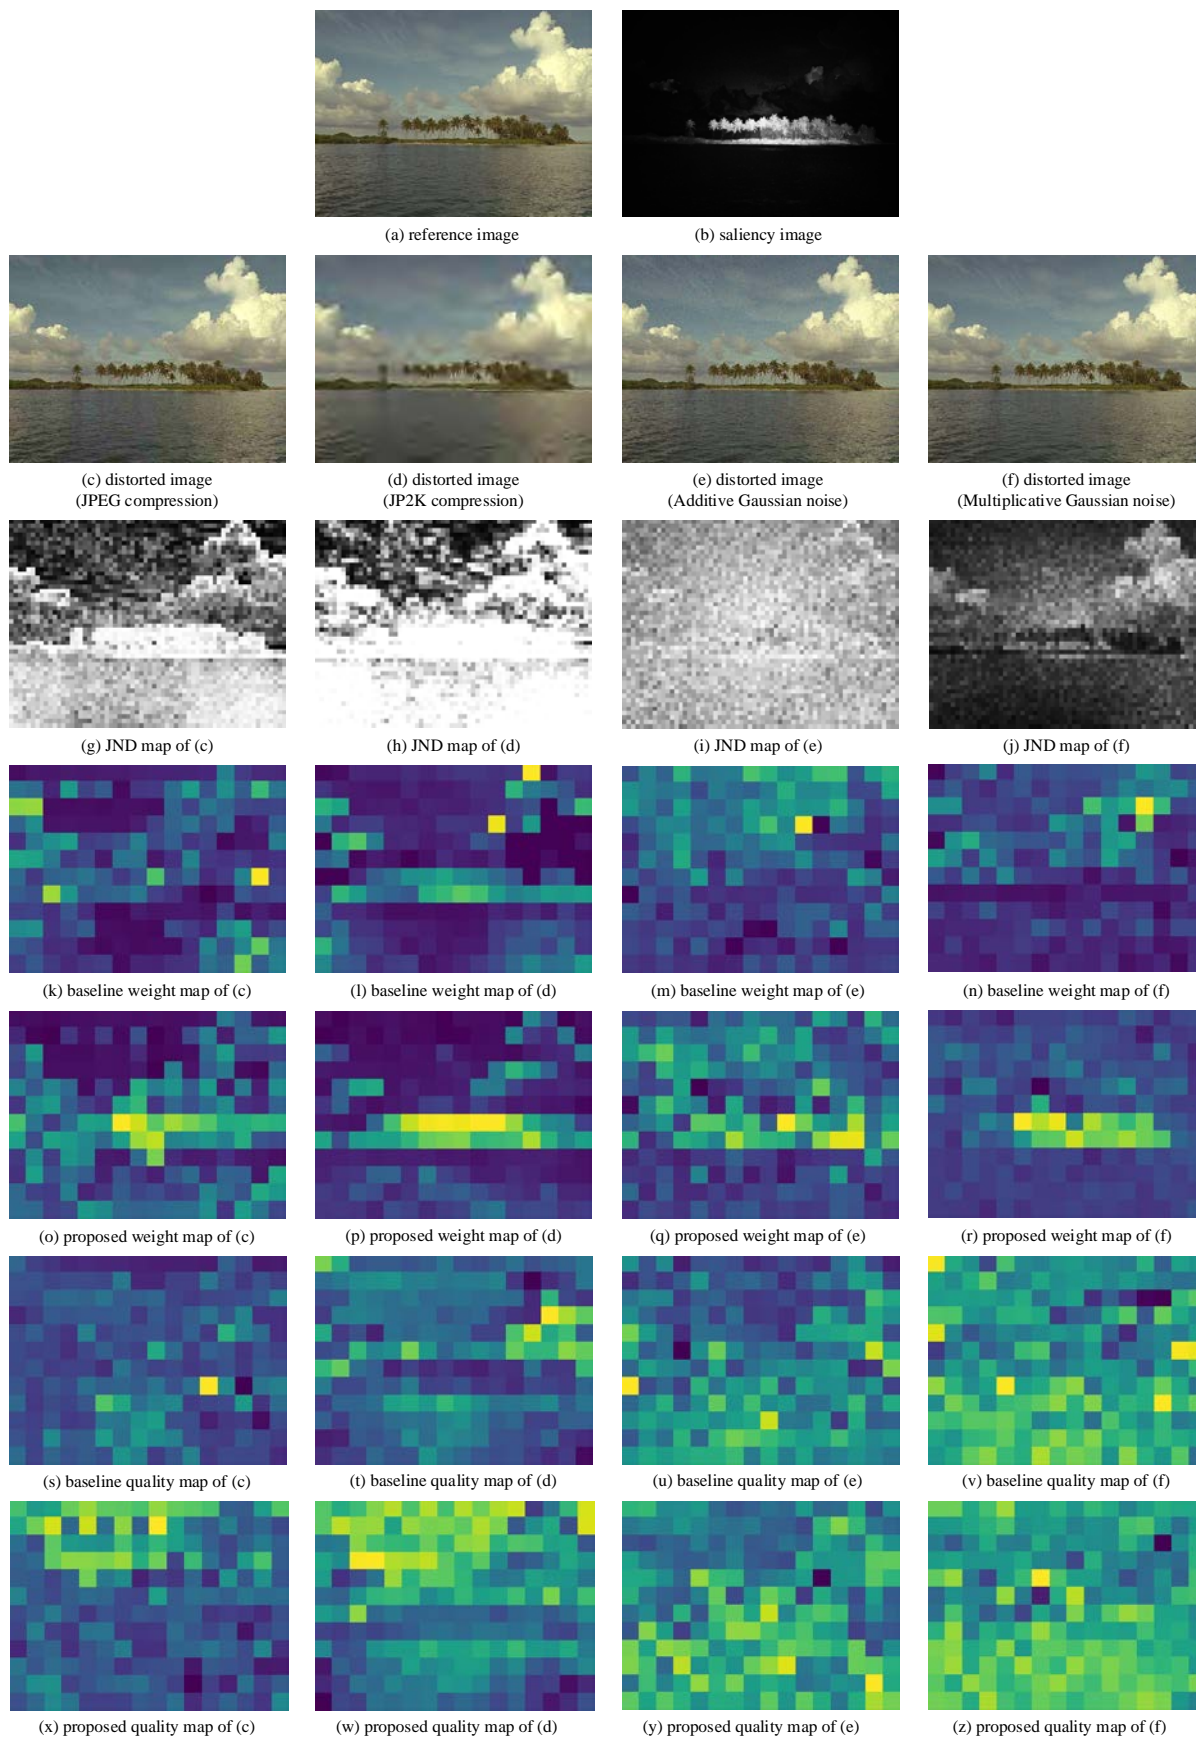 (a) reference image
(b) saliency image
(c) distorted image
(JPEG compression)
(d) distorted image
(JP2K compression)
(e) distorted image
(Additive Gaussian noise)
(f) distorted image
(Multiplicative Gaussian noise)
(g) JND map of (c)
(h) JND map of (d)
(i) JND map of (e)
(j) JND map of (f)
(k) baseline weight map of (c)
(l) baseline weight map of (d)
(m) baseline weight map of (e)
(n) baseline weight map of (f)
(o) proposed weight map of (c)
(p) proposed weight map of (d)
(q) proposed weight map of (e)
(r) proposed weight map of (f)
(s) baseline quality map of (c)
(t) baseline quality map of (d)
(u) baseline quality map of (e)
(v) baseline quality map of (f)
(x) proposed quality map of (c)
(w) proposed quality map of (d)
(y) proposed quality map of (e)
(z) proposed quality map of (f)